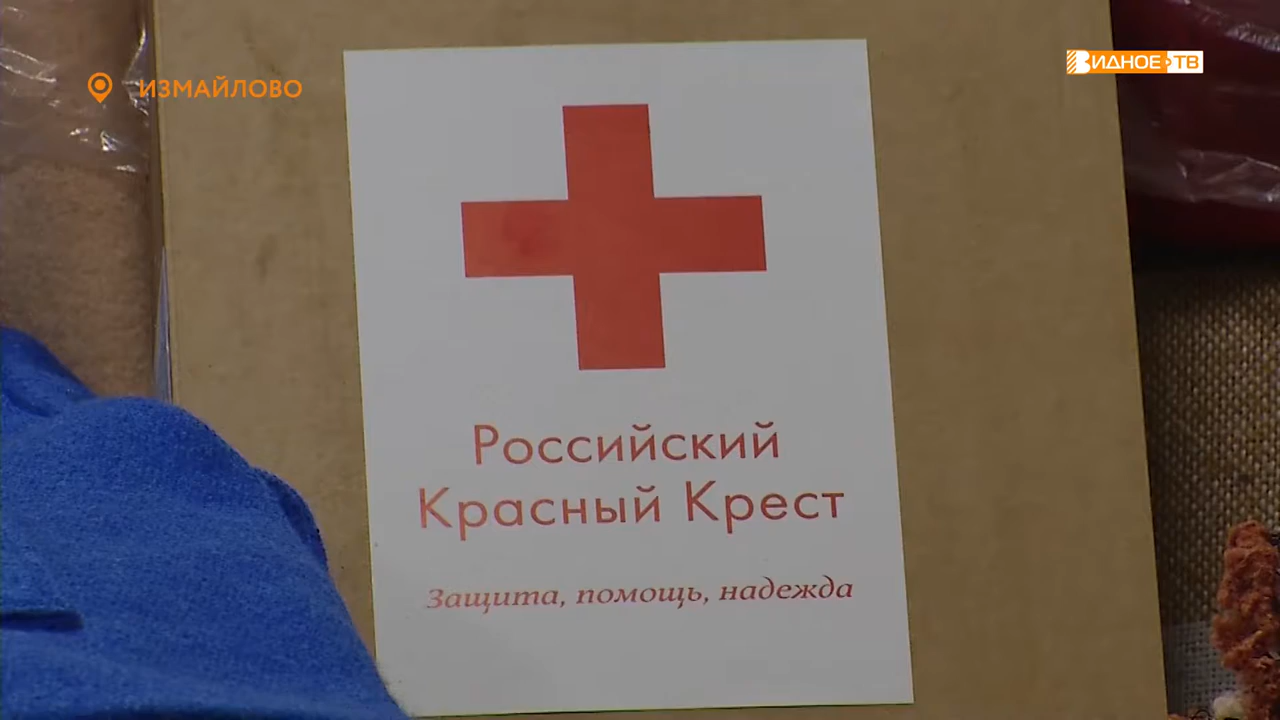 ИЗМАЙЛОВО
ВИДНОЕ ТВ
Российский
Красный Крест
Защита, помощь, надежда